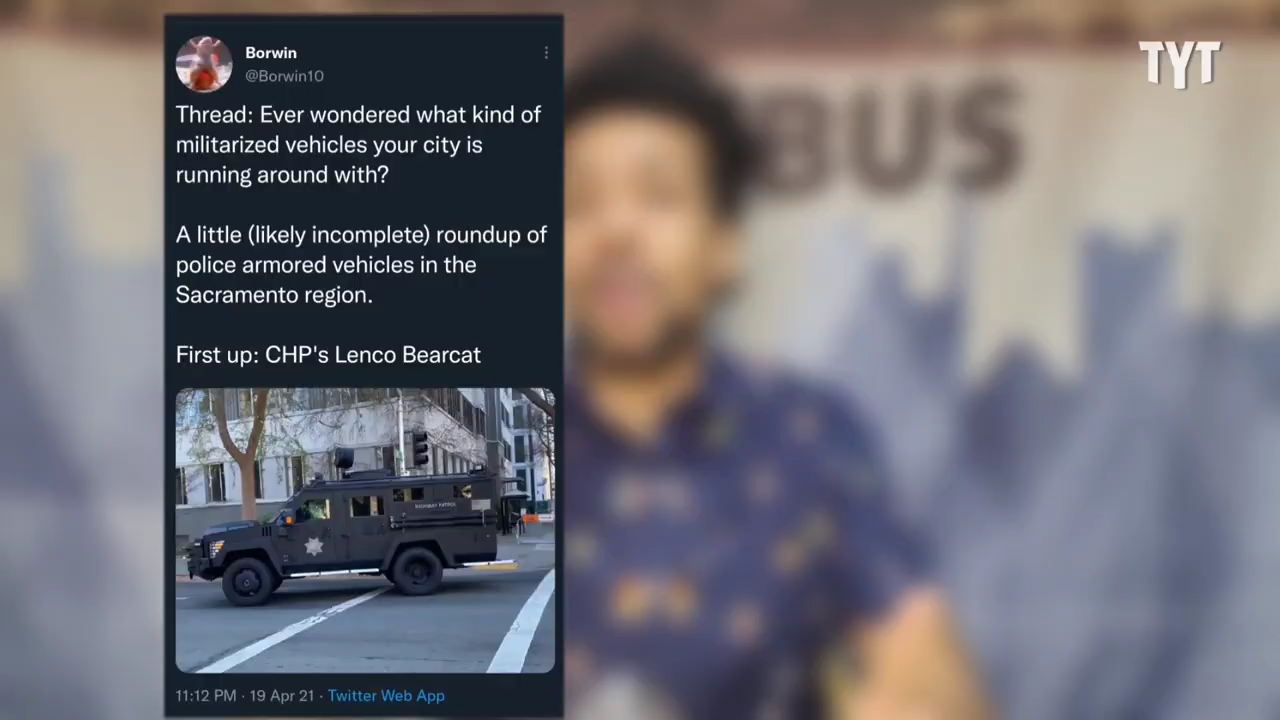 TYT
Borwin
@Borwin10
Thread: Ever wondered what kind of
militarized vehicles your city is
running around with?
A little (likely incomplete) roundup of
police armored vehicles in the
Sacramento region.
First up: CHP's Lenco Bearcat
HIGHWAY PATROL
11:12 PM · 19 Apr 21 · Twitter Web App
BUS